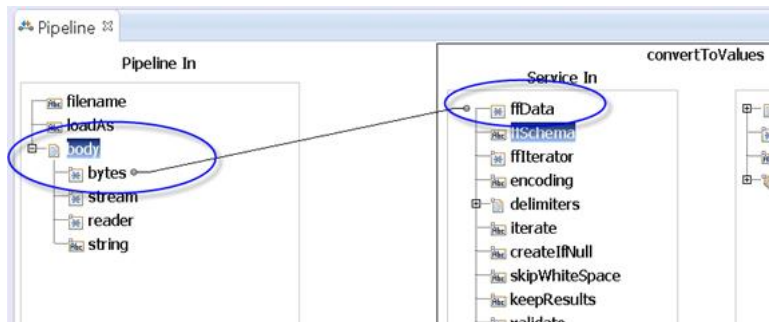 Pipeline
Pipeline In
filename
loadAs
body
bytes
stream
reader
string
convertToValues
Service In
ffData
ffSchema
ffIterator
encoding
delimiters
iterate
createIfNull
skipWhiteSpace
keepResults
validate